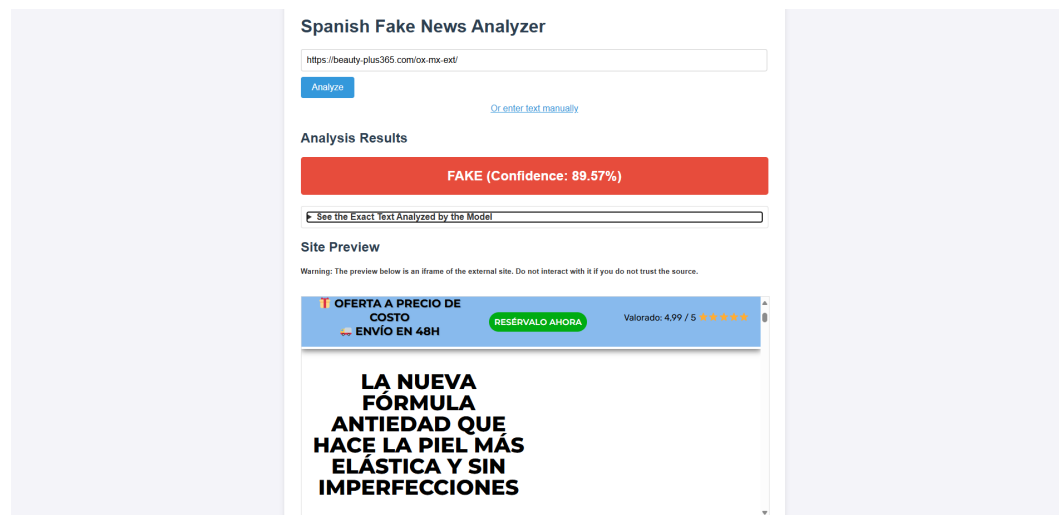 Spanish Fake News Analyzer
https://beauty-plus365.com/ox-mx-ext/
Analyze
Or enter text manually
Analysis Results
FAKE (Confidence: 89.57%)
▶ See the Exact Text Analyzed by the Model
Site Preview
Warning: The preview below is an iframe of the external site. Do not interact with it if you do not trust the source.
🎁 OFERTA A PRECIO DE
COSTO
🚚 ENVÍO EN 48H
RESÉRVALO AHORA
Valorado: 4,99 / 5 ★★★★★
LA NUEVA
FÓRMULA
ANTIEDAD QUE
HACE LA PIEL MÁS
ELÁSTICA Y SIN
IMPERFECCIONES